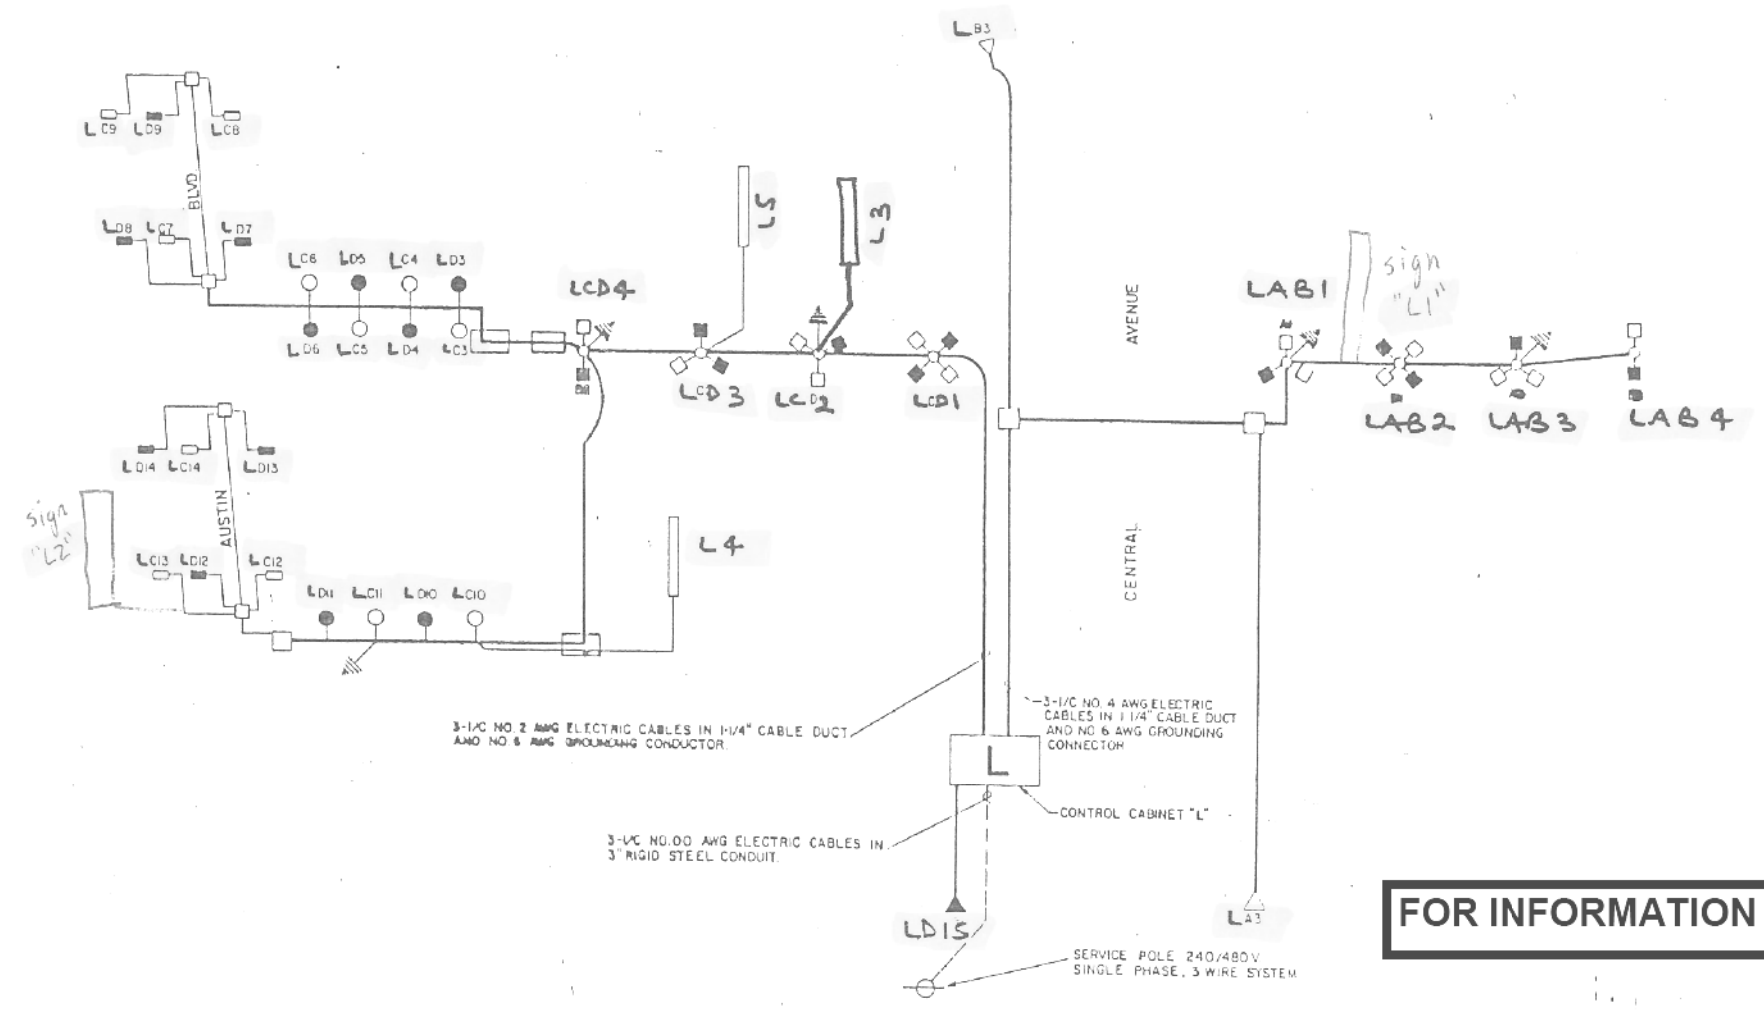 LB3
LC9 LD9 LC8
BLVD
LD8 LC7 LD7
LC6 LD5 LC4 LD3
LD6 LC5 LD4 LC3
LCD4
L5
L3
LCD3 LCD2 LCD1
AVENUE
LAB1
sign
"L1"
LAB2 LAB3 LAB4
LD14 LC14 LD13
AUSTIN
sign
"L2"
LC13 LD12 LC12
LD11 LC11 LD10 LC10
L4
CENTRAL
3-1/C NO. 2 AWG ELECTRIC CABLES IN 1-1/4" CABLE DUCT
AND NO. 6 AWG GROUNDING CONDUCTOR.
3-1/C NO. 4 AWG ELECTRIC
CABLES IN 1 1/4" CABLE DUCT
AND NO 6 AWG GROUNDING
CONNECTOR
L
CONTROL CABINET "L"
3-1/C NO.00 AWG ELECTRIC CABLES IN
3" RIGID STEEL CONDUIT.
LD15
LA3
SERVICE POLE 240/480V
SINGLE PHASE, 3 WIRE SYSTEM
FOR INFORMATION